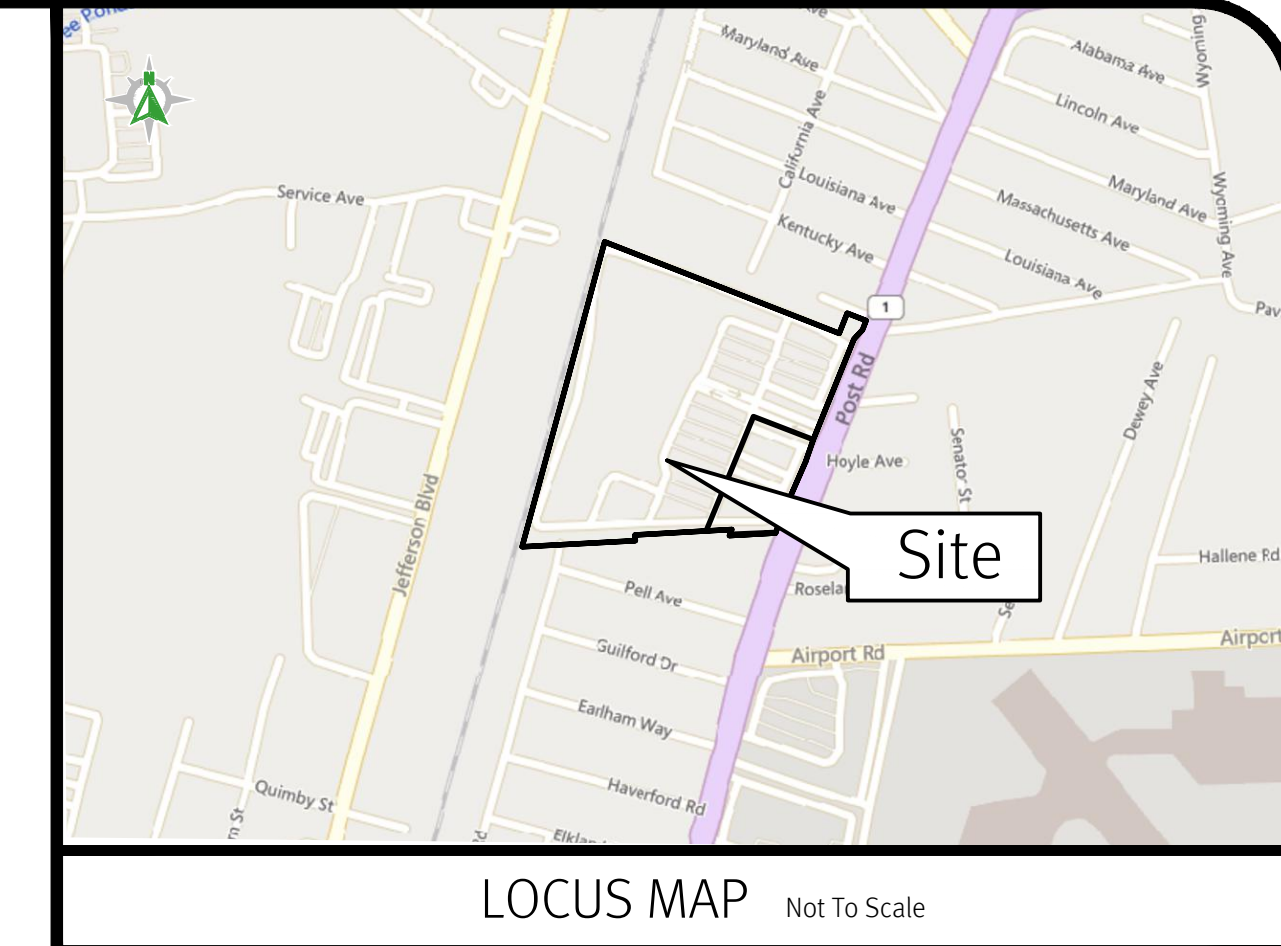 Maryland Ave
Alabama Ave
Wyoming
Lincoln Ave
California Ave
Service Ave
Louisiana Ave
Massachusetts Ave
Maryland Ave
Wyoming Ave
Kentucky Ave
Louisiana Ave
N
1
Post Rd
Dewey Ave
Hoyle Ave
Senator St
Jefferson Blvd
Site
Hallene Rd
Pell Ave
Guilford Dr
Airport Rd
Airport
Earlham Way
Quimby St
Haverford Rd
LOCUS MAP Not To Scale